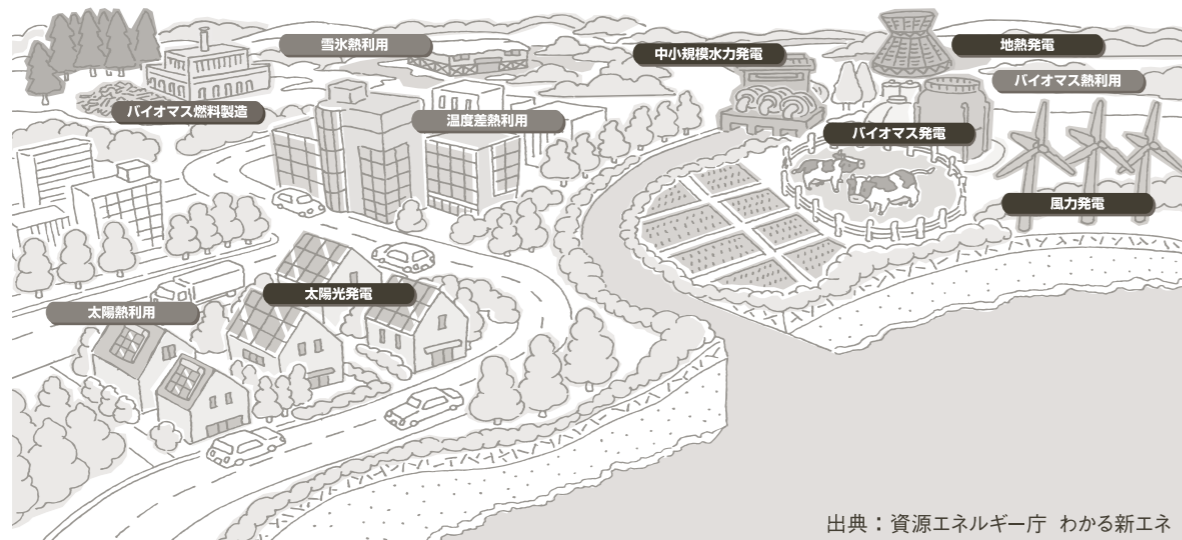 雪氷熱利用
中小規模水力発電
地熱発電
バイオマス熱利用
バイオマス燃料製造
温度差熱利用
バイオマス発電
風力発電
太陽光発電
太陽熱利用
出典：資源エネルギー庁 わかる新エネ